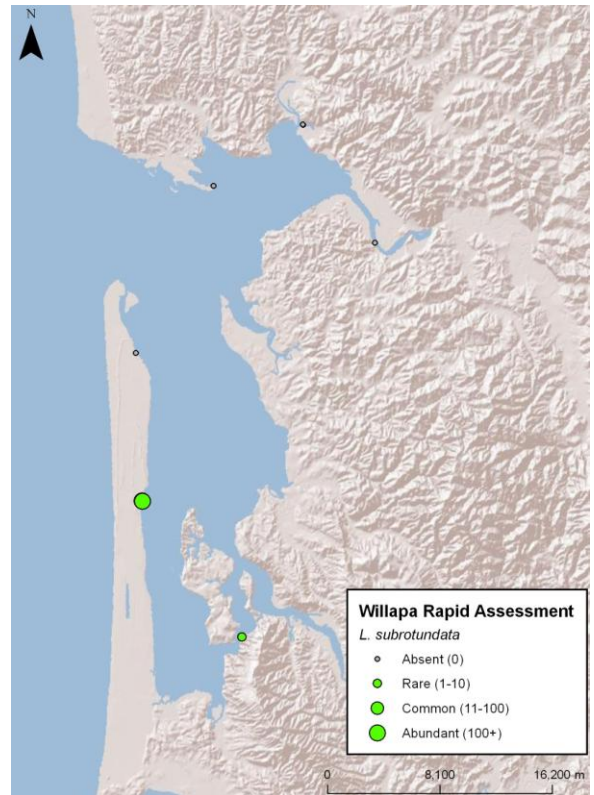 N
Willapa Rapid Assessment
L. subrotundata
Absent (0)
Rare (1-10)
Common (11-100)
Abundant (100+)
0 8,100 16,200 m